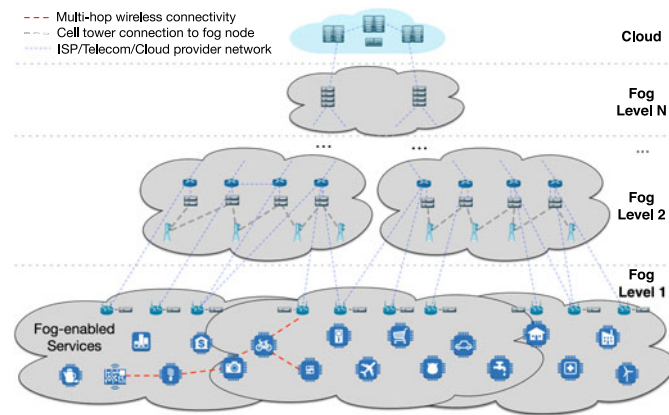 Multi-hop wireless connectivity
Cell tower connection to fog node
ISP/Telecom/Cloud provider network
Cloud
Fog
Level N
...
...
...
Fog
Level 2
Fog
Level 1
Fog-enabled
Services